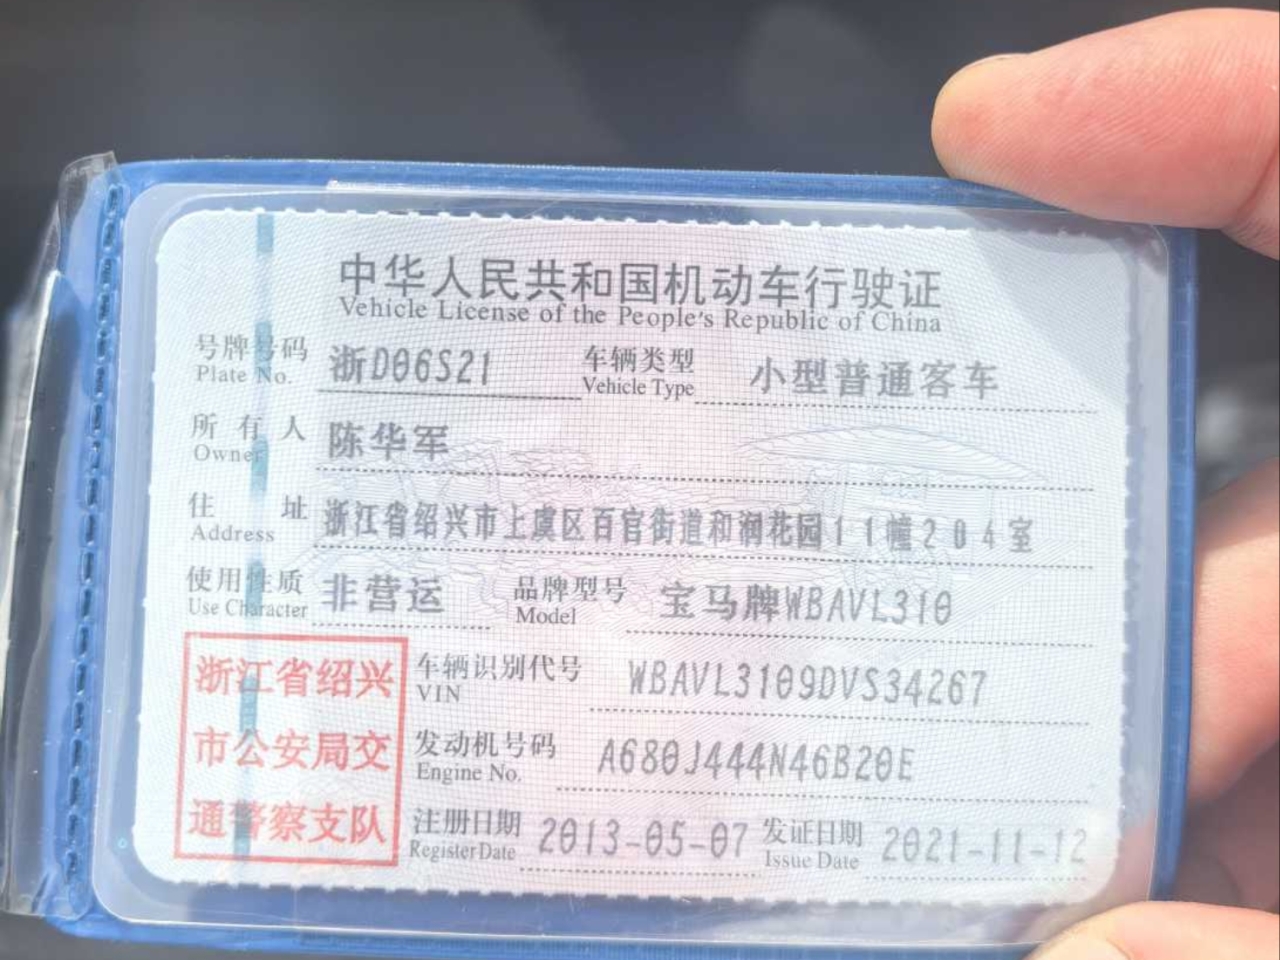 中华人民共和国机动车行驶证
Vehicle License of the People's Republic of China
号牌号码 浙D06S21 车辆类型 小型普通客车
Plate No. Vehicle Type
所有人 陈华军
Owner
住址 浙江省绍兴市上虞区百官街道和润花园11幢204室
Address
使用性质 非营运 品牌型号 宝马牌WBAVL310
Use Character Model
浙江省绍兴
市公安局交
通警察支队
车辆识别代号 WBAVL3109DVS34267
VIN
发动机号码 A680J444N46B20E
Engine No.
注册日期 2013-05-07 发证日期 2021-11-12
Register Date Issue Date